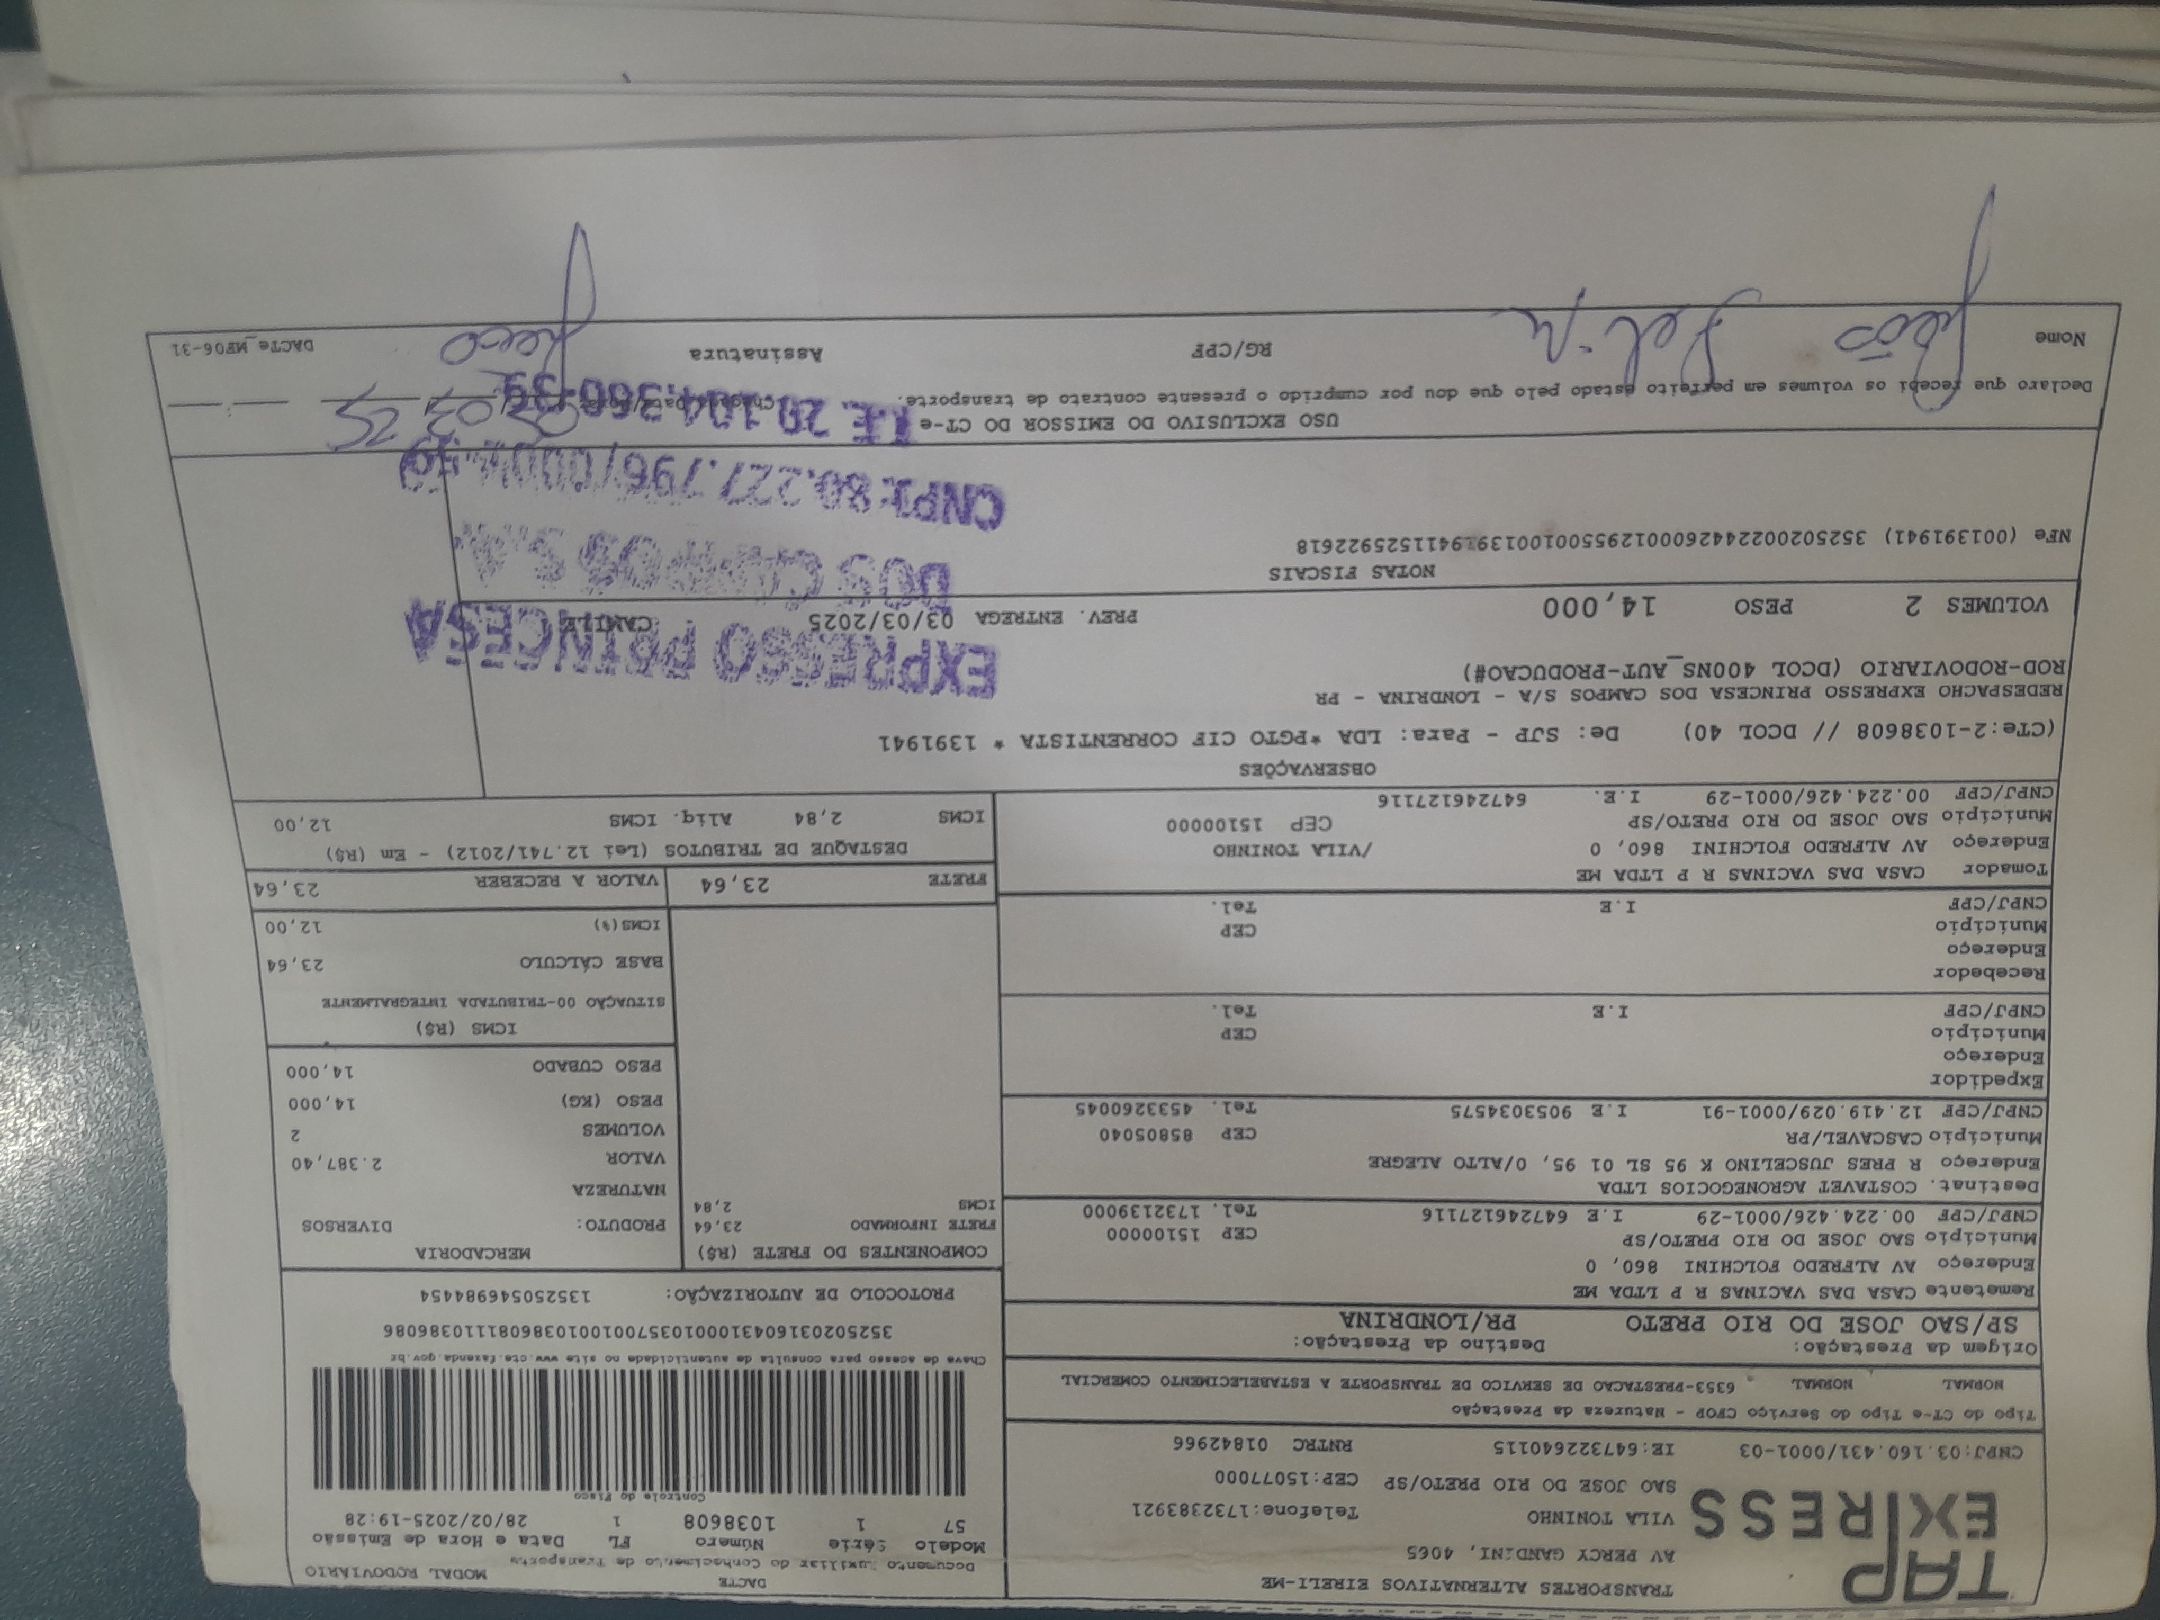 TAP
EXPRESS
TRANSPORTES ALTERNATIVOS EIRELI-ME
AV PERCY GANDINI, 4065
VILA TONINHO Telefone:1732383921
SAO JOSE DO RIO PRETO/SP CEP:15077000
CNPJ:03.160.431/0001-03 IE:647322640115 RNTRC 01842966
DACTE MODAL RODOVIÁRIO
Documento Auxiliar do Conhecimento de Transporte
Modelo Série Número FL Data e Hora de Emissão
57 1 1038608 1 28/02/2025-19:28
Controle do Fisco
Chave de acesso para consulta de autenticidade no site www.cte.fazenda.gov.br
35250203160431000103570010010386081110386086
PROTOCOLO DE AUTORIZAÇÃO: 135250546984454
Tipo do CT-e Tipo do Serviço CFOP - Natureza da Prestação
NORMAL NORMAL 6353-PRESTACAO DE SERVICO DE TRANSPORTE A ESTABELECIMENTO COMERCIAL
Origem da Prestação: Destino da Prestação:
SP/SAO JOSE DO RIO PRETO PR/LONDRINA
Remetente CASA DAS VACINAS R P LTDA ME
Endereço AV ALFREDO FOLCHINI 860, 0
Município SAO JOSE DO RIO PRETO/SP CEP 15100000
CNPJ/CPF 00.224.426/0001-29 I.E 647246127116 Tel. 1732139000
Destinat. COSTAVET AGRONEGOCIOS LTDA
Endereço R PRES JUSCELINO K 95 SL 01 95, 0/ALTO ALEGRE
Município CASCAVEL/PR CEP 85805040
CNPJ/CPF 12.419.029/0001-91 I.E 9053034575 Tel. 4533260045
Expedidor
Endereço
Município CEP
CNPJ/CPF I.E Tel.
Recebedor
Endereço
Município CEP
CNPJ/CPF I.E Tel.
Tomador CASA DAS VACINAS R P LTDA ME
Endereço AV ALFREDO FOLCHINI 860, 0 /VILA TONINHO
Município SAO JOSE DO RIO PRETO/SP CEP 15100000
CNPJ/CPF 00.224.426/0001-29 I.E. 647246127116
COMPONENTES DO FRETE (R$)
FRETE INFORMADO 23,64
ICMS 2,84
MERCADORIA
PRODUTO: DIVERSOS
NATUREZA
VALOR 2.387,40
VOLUMES 2
PESO (KG) 14,000
PESO CUBADO 14,000
ICMS (R$)
SITUAÇÃO 00-TRIBUTADA INTEGRALMENTE
BASE CÁLCULO 23,64
ICMS(%) 12,00
FRETE 23,64 VALOR A RECEBER 23,64
DESTAQUE DE TRIBUTOS (Lei 12.741/2012) - Em (R$)
ICMS 2,84 Aliq. ICMS 12,00
OBSERVAÇÕES
(CTe:2-1038608 // DCOL 40) De: SJP - Para: LDA *PGTO CIF CORRENTISTA * 1391941
REDESPACHO EXPRESSO PRINCESA DOS CAMPOS S/A - LONDRINA - PR
ROD-RODOVIARIO (DCOL 400NS_AUT-PRODUCAO#)
VOLUMES 2 PESO 14,000 PREV. ENTREGA 03/03/2025 CAMILE
EXPRESSO PRINCESA
DOS CAMPOS S.A.
NOTAS FISCAIS
NFe (001391941) 352502002244260001295500100139194111525922618
USO EXCLUSIVO DO EMISSOR DO CT-e
Declaro que recebi os volumes em perfeito estado pelo que dou por cumprido o presente contrato de transporte.
Nome RG/CPF Assinatura DACTe_MF06-31